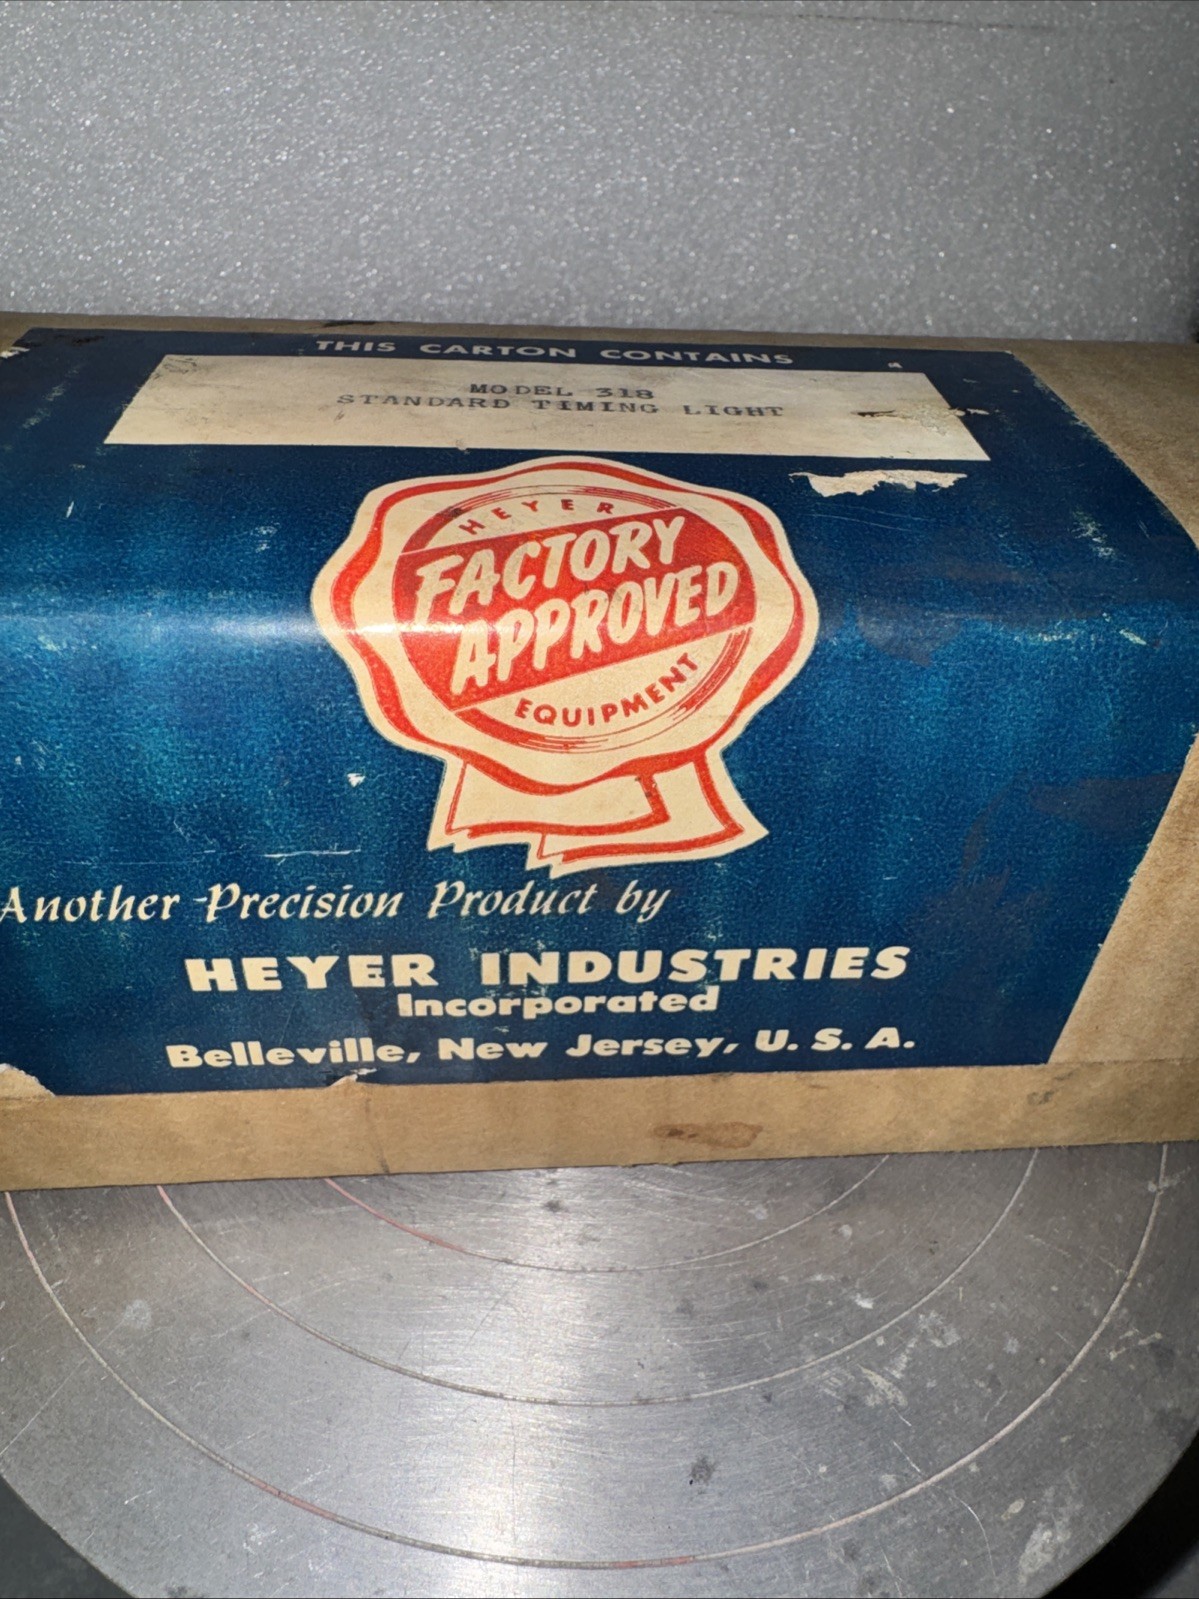 THIS CARTON CONTAINS
MODEL 318
STANDARD TIMING LIGHT
HEYER
FACTORY
APPROVED
EQUIPMENT
Another Precision Product by
HEYER INDUSTRIES
Incorporated
Belleville, New Jersey, U. S. A.